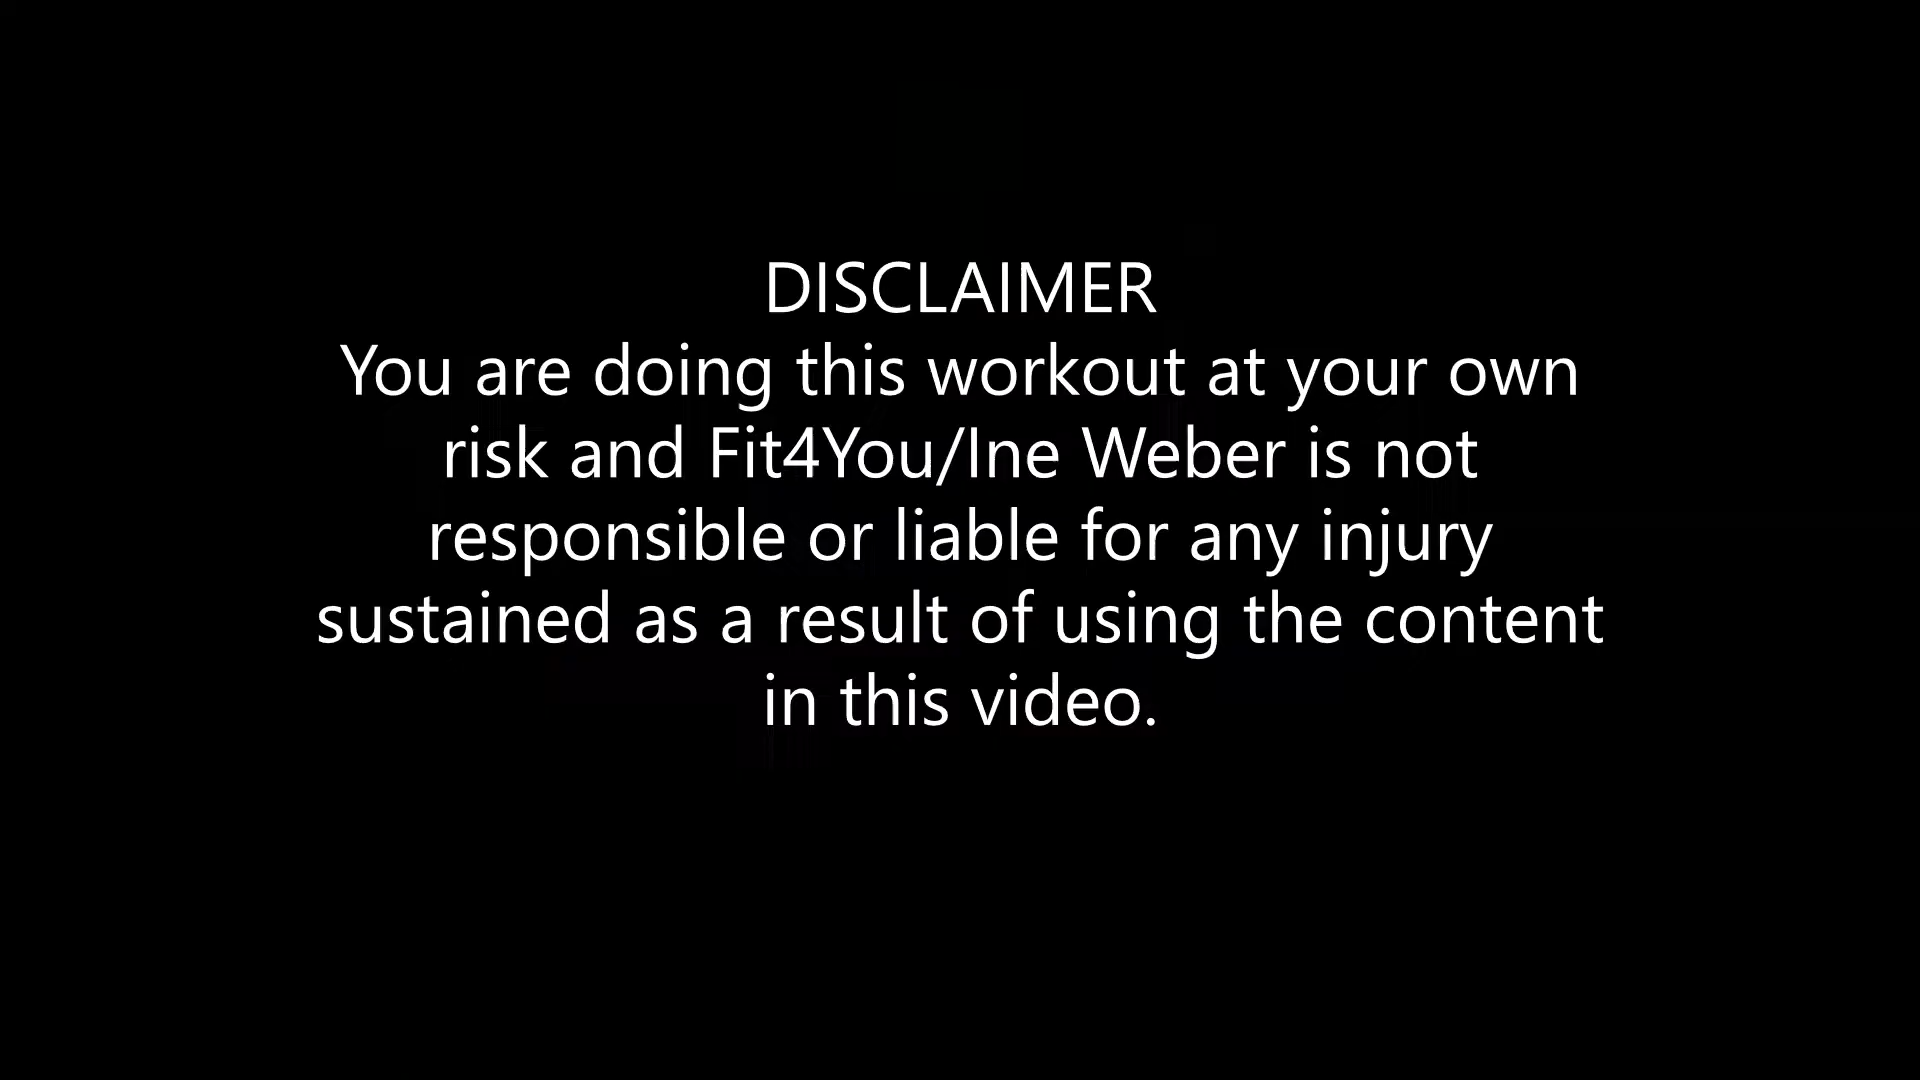 DISCLAIMER
You are doing this workout at your own
risk and Fit4You/Ine Weber is not
responsible or liable for any injury
sustained as a result of using the content
in this video.